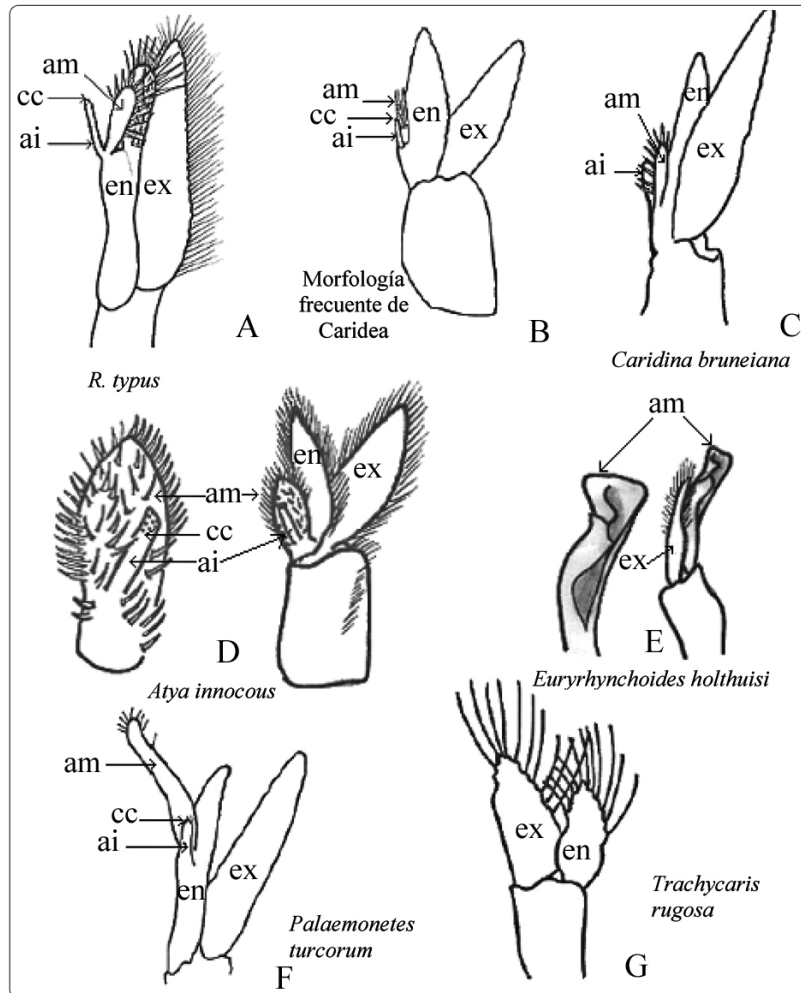 am
cc
ai
en
ex
A
R. typus
am
cc
ai
en
ex
Morfología
frecuente de
Caridea
B
am
ai
en
ex
C
Caridina bruneiana
am
cc
ai
en
ex
D
Atya innocous
am
ex
E
Euryrhynchoides holthuisi
am
cc
ai
en
ex
F
Palaemonetes
turcorum
ex
en
G
Trachycaris
rugosa